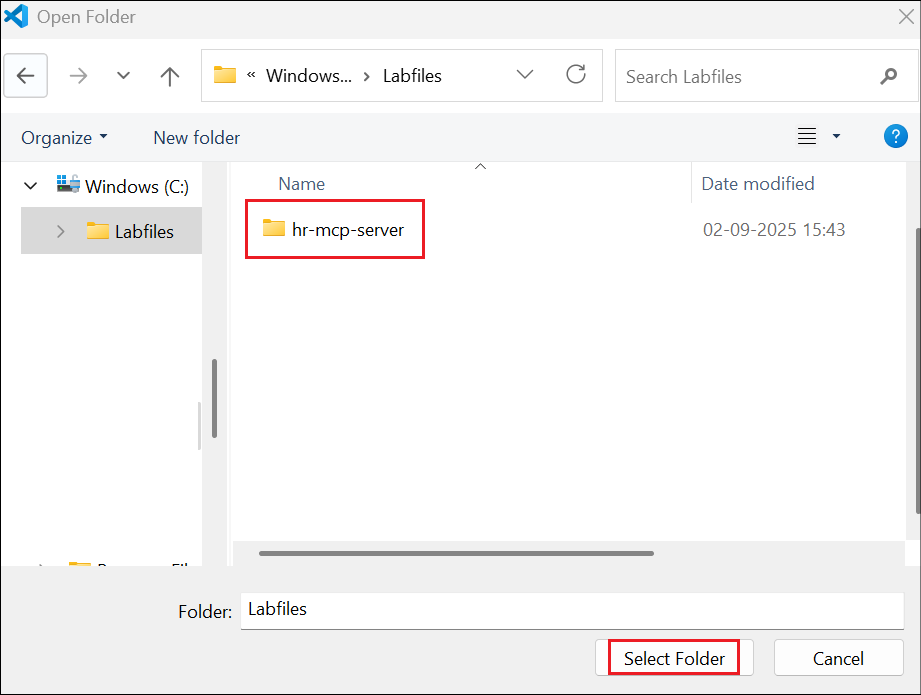 Open Folder
« Windows... > Labfiles
Search Labfiles
Organize
New folder
?
Windows (C:)
Labfiles
Name
Date modified
hr-mcp-server
02-09-2025 15:43
Folder:
Labfiles
Select Folder
Cancel